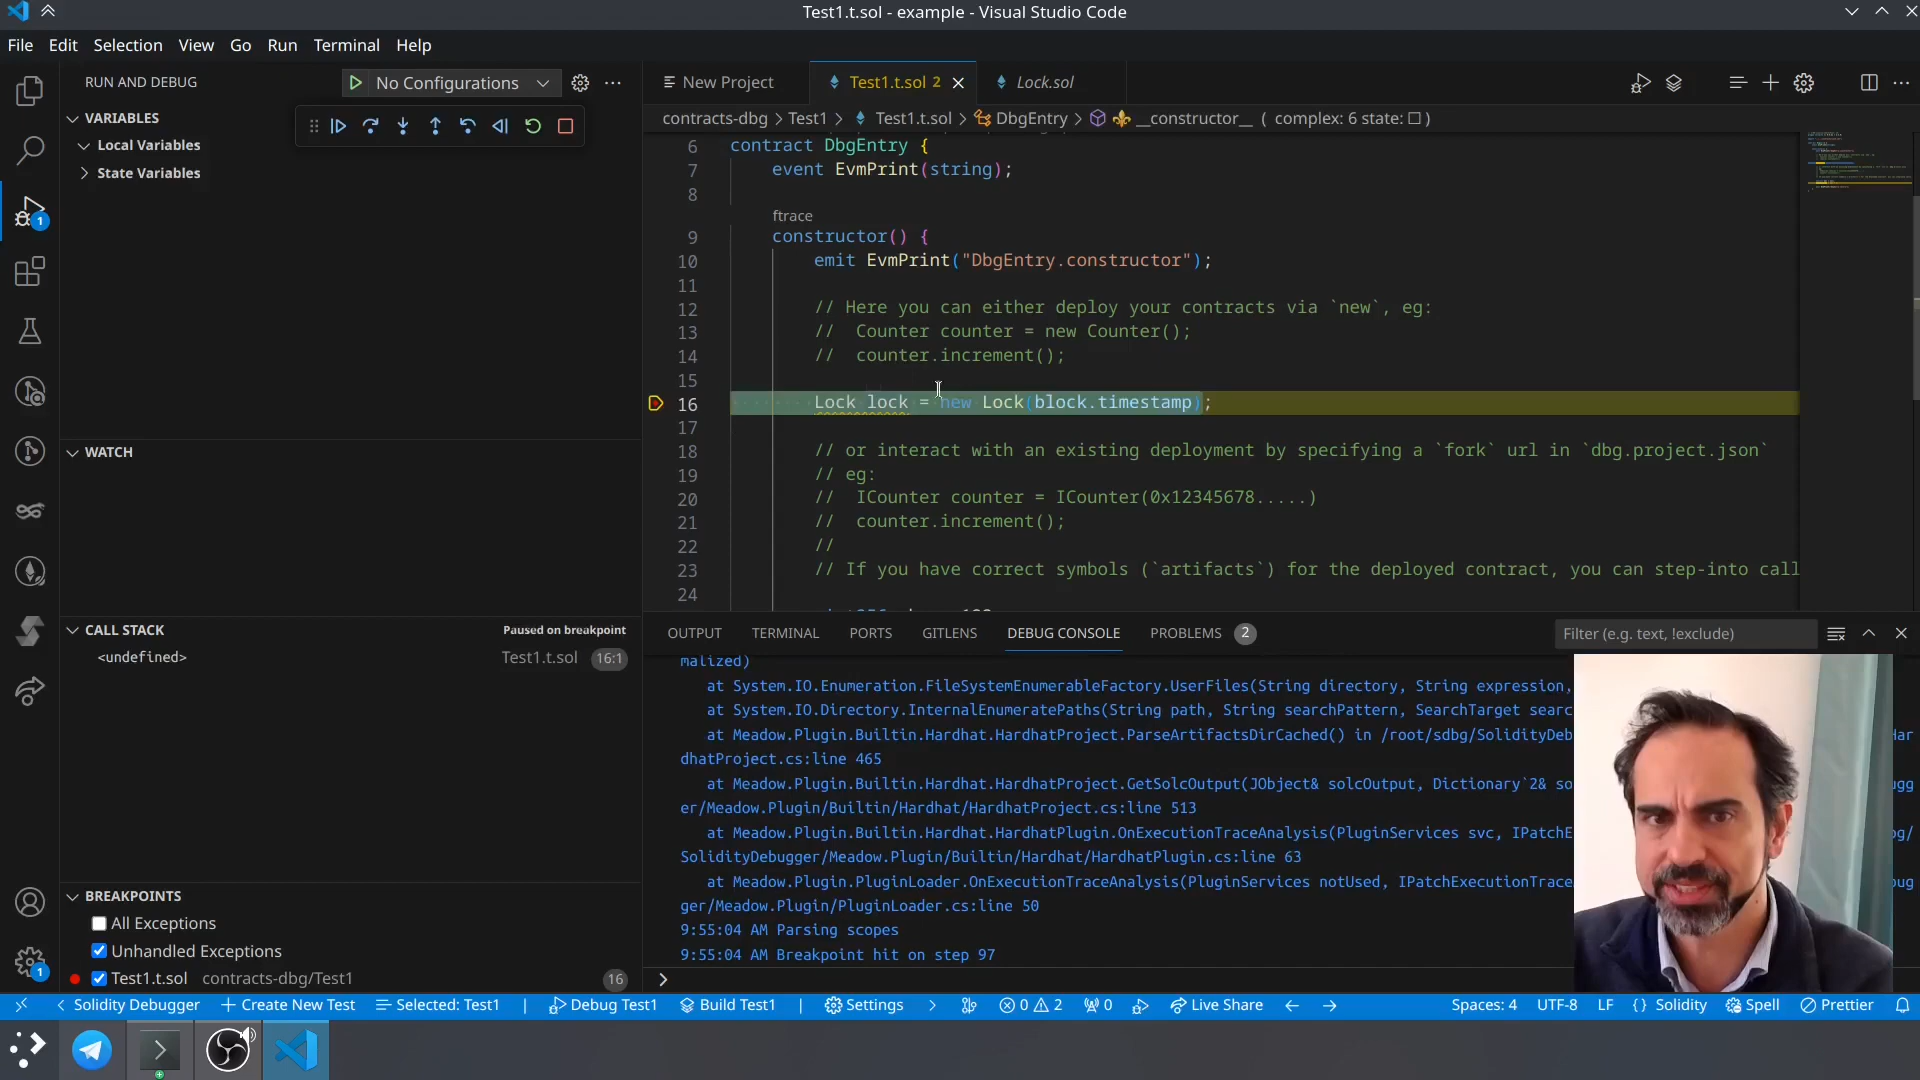 Test1.t.sol - example - Visual Studio Code
File Edit Selection View Go Run Terminal Help
RUN AND DEBUG No Configurations ...
New Project Test1.t.sol 2 Lock.sol
VARIABLES
Local Variables
State Variables
WATCH
CALL STACK Paused on breakpoint
<undefined> Test1.t.sol 16:1
BREAKPOINTS
All Exceptions
Unhandled Exceptions
Test1.t.sol contracts-dbg/Test1 16
1
1
contracts-dbg > Test1 > Test1.t.sol > DbgEntry > __constructor__ ( complex: 6 state: ☐ )
6 contract DbgEntry {
7 event EvmPrint(string);
8
ftrace
9 constructor() {
10 emit EvmPrint("DbgEntry.constructor");
11
12 // Here you can either deploy your contracts via `new`, eg:
13 //  Counter counter = new Counter();
14 //  counter.increment();
15
16 Lock lock = new Lock(block.timestamp);
17
18 // or interact with an existing deployment by specifying a `fork` url in `dbg.project.json`
19 // eg:
20 //  ICounter counter = ICounter(0x12345678.....)
21 //  counter.increment();
22 //
23 // If you have correct symbols (`artifacts`) for the deployed contract, you can step-into call
24
OUTPUT TERMINAL PORTS GITLENS DEBUG CONSOLE PROBLEMS 2 Filter (e.g. text, !exclude)
malized)
at System.IO.Enumeration.FileSystemEnumerableFactory.UserFiles(String directory, String expression,
at System.IO.Directory.InternalEnumeratePaths(String path, String searchPattern, SearchTarget searc
at Meadow.Plugin.Builtin.Hardhat.HardhatProject.ParseArtifactsDirCached() in /root/sdbg/SolidityDeb Har
dhatProject.cs:line 465
at Meadow.Plugin.Builtin.Hardhat.HardhatProject.GetSolcOutput(JObject& solcOutput, Dictionary`2& so ugg
er/Meadow.Plugin/Builtin/Hardhat/HardhatProject.cs:line 513
at Meadow.Plugin.Builtin.Hardhat.HardhatPlugin.OnExecutionTraceAnalysis(PluginServices svc, IPatchE g/
SolidityDebugger/Meadow.Plugin/Builtin/Hardhat/HardhatPlugin.cs:line 63
at Meadow.Plugin.PluginLoader.OnExecutionTraceAnalysis(PluginServices notUsed, IPatchExecutionTrace bug
ger/Meadow.Plugin/PluginLoader.cs:line 50
9:55:04 AM Parsing scopes
9:55:04 AM Breakpoint hit on step 97
Solidity Debugger Create New Test Selected: Test1 | Debug Test1 Build Test1 | Settings 0 2 0 Live Share Spaces: 4 UTF-8 LF {} Solidity Spell Prettier